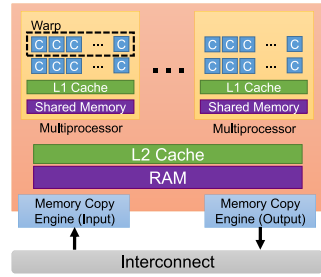 Warp
C C C ... C
C C C ... C
C C C ... C
C C C ... C
...
L1 Cache
L1 Cache
Shared Memory
Shared Memory
Multiprocessor
Multiprocessor
L2 Cache
RAM
Memory Copy
Engine (Input)
Memory Copy
Engine (Output)
Interconnect